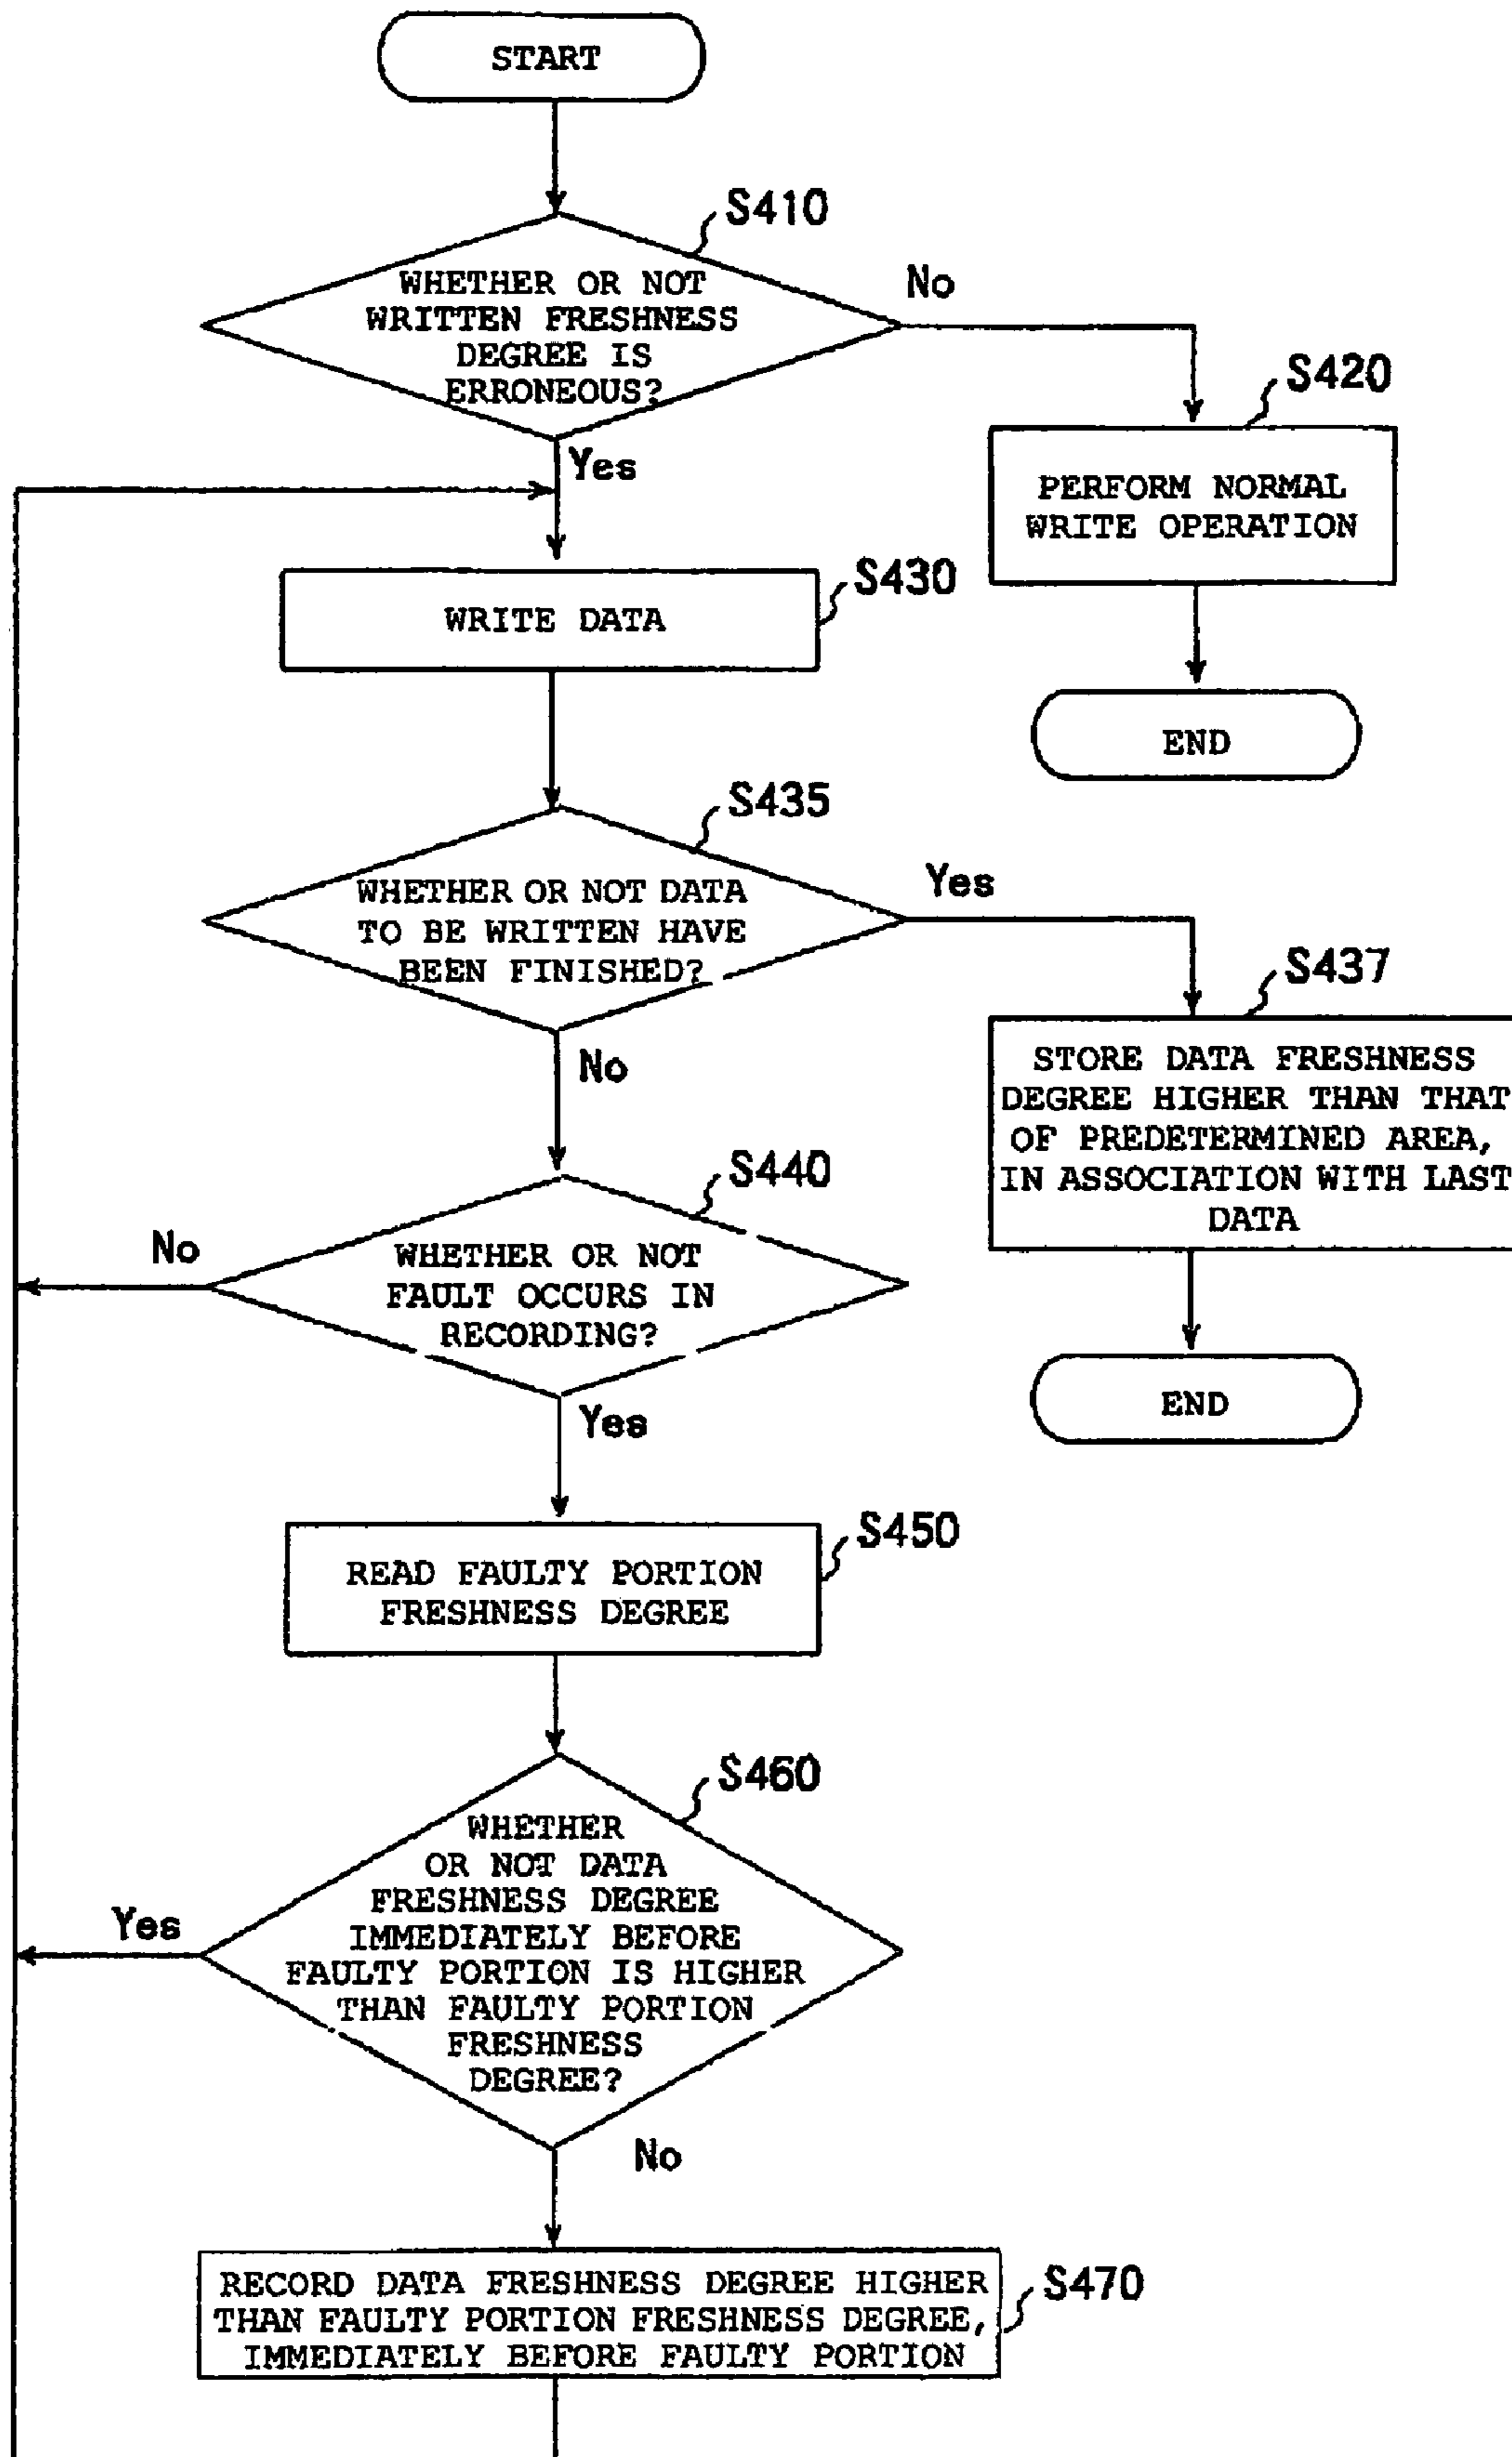 START
S410
WHETHER OR NOT
WRITTEN FRESHNESS
DEGREE IS
ERRONEOUS?
No
S420
PERFORM NORMAL
WRITE OPERATION
END
Yes
S430
WRITE DATA
S435
WHETHER OR NOT DATA
TO BE WRITTEN HAVE
BEEN FINISHED?
Yes
S437
STORE DATA FRESHNESS
DEGREE HIGHER THAN THAT
OF PREDETERMINED AREA,
IN ASSOCIATION WITH LAST
DATA
END
No
S440
WHETHER OR NOT
FAULT OCCURS IN
RECORDING?
No
Yes
S450
READ FAULTY PORTION
FRESHNESS DEGREE
S460
WHETHER
OR NOT DATA
FRESHNESS DEGREE
IMMEDIATELY BEFORE
FAULTY PORTION IS HIGHER
THAN FAULTY PORTION
FRESHNESS
DEGREE?
Yes
No
S470
RECORD DATA FRESHNESS DEGREE HIGHER
THAN FAULTY PORTION FRESHNESS DEGREE,
IMMEDIATELY BEFORE FAULTY PORTION